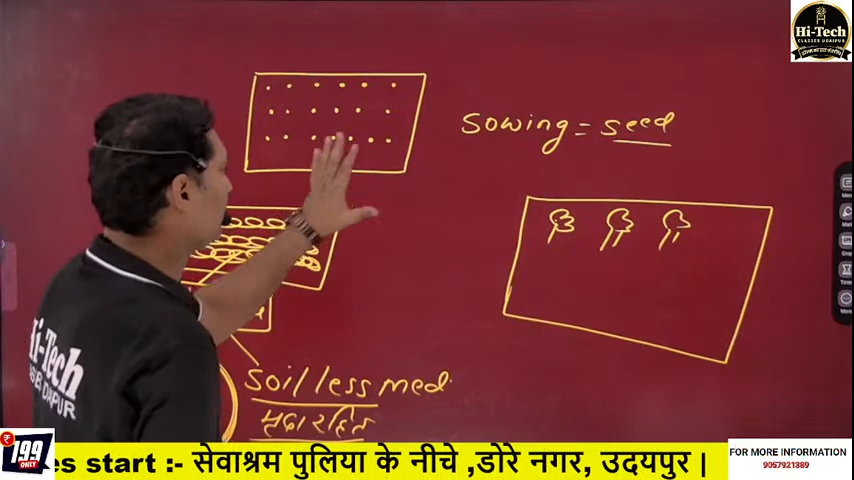 Hi-Tech
CLASSES UDAIPUR
Sowing = seed
Soil less med.
मृदा रहित
Hi-Tech
₹ 199
ONLY
es start :- सेवाश्रम पुलिया के नीचे ,डोरे नगर, उदयपुर |
FOR MORE INFORMATION
9057921389